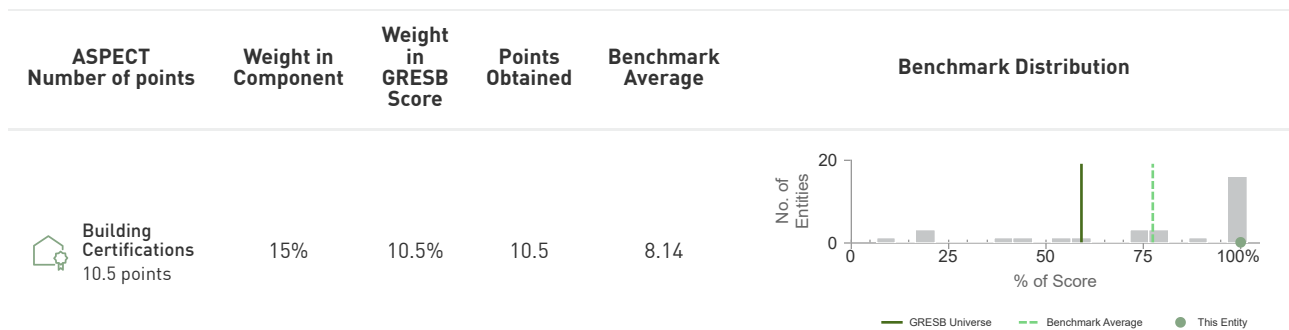 ASPECT
Number of points
Weight in
Component
Weight
in
GRESB
Score
Points
Obtained
Benchmark
Average
Benchmark Distribution
Building
Certifications
10.5 points
15%
10.5%
10.5
8.14
No. of
Entities
20
0
0
25
50
75
100%
% of Score
GRESB Universe
Benchmark Average
This Entity